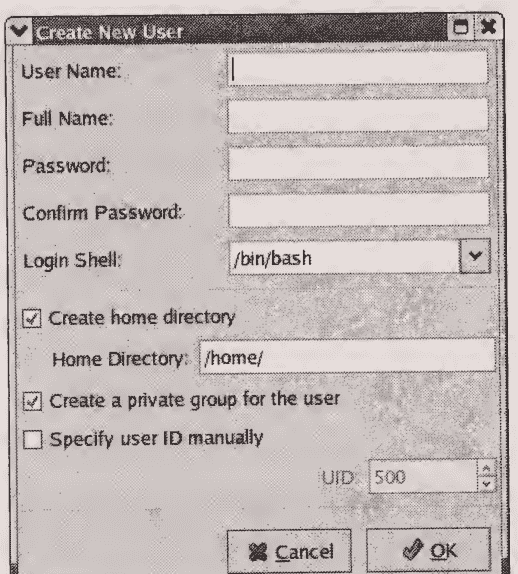 Create New User
User Name:
Full Name:
Password:
Confirm Password:
Login Shell: /bin/bash
Create home directory
Home Directory: /home/
Create a private group for the user
Specify user ID manually
UID: 500
Cancel OK